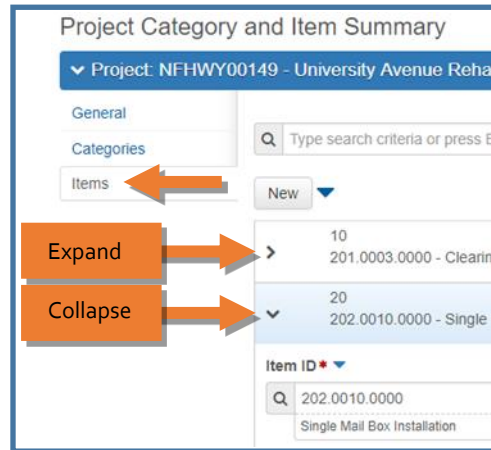 Project Category and Item Summary
Project: NFHWY00149 - University Avenue Reha
General
Categories
Items
Type search criteria or press E
New
Expand
10
201.0003.0000 - Clearin
Collapse
20
202.0010.0000 - Single
Item ID*
202.0010.0000
Single Mail Box Installation